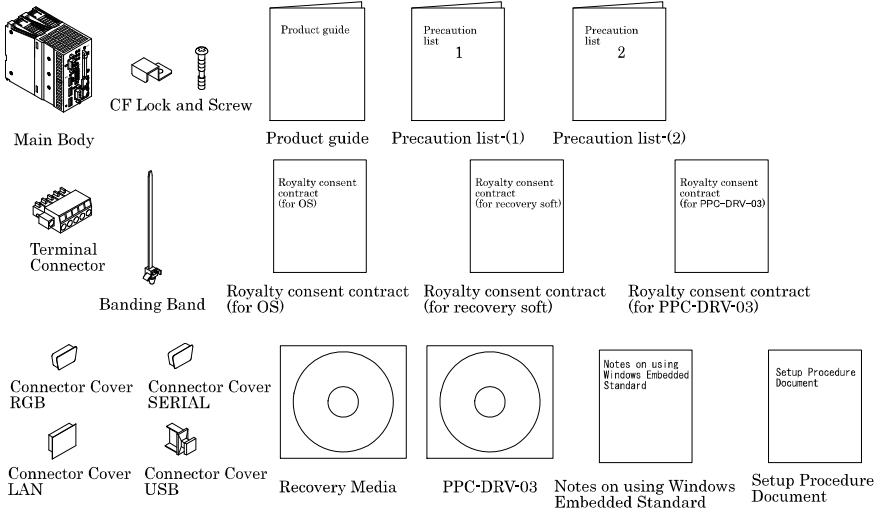 Product guide
Precaution
list
1
Precaution
list
2
CF Lock and Screw
Main Body
Product guide
Precaution list-(1)
Precaution list-(2)
Royalty consent
contract
(for OS)
Royalty consent
contract
(for recovery soft)
Royalty consent
contract
(for PPC-DRV-03)
Terminal
Connector
Banding Band
Royalty consent contract
(for OS)
Royalty consent contract
(for recovery soft)
Royalty consent contract
(for PPC-DRV-03)
Notes on using
Windows Embedded
Standard
Setup Procedure
Document
Connector Cover
RGB
Connector Cover
SERIAL
Connector Cover
LAN
Connector Cover
USB
Recovery Media
PPC-DRV-03
Notes on using Windows
Embedded Standard
Setup Procedure
Document